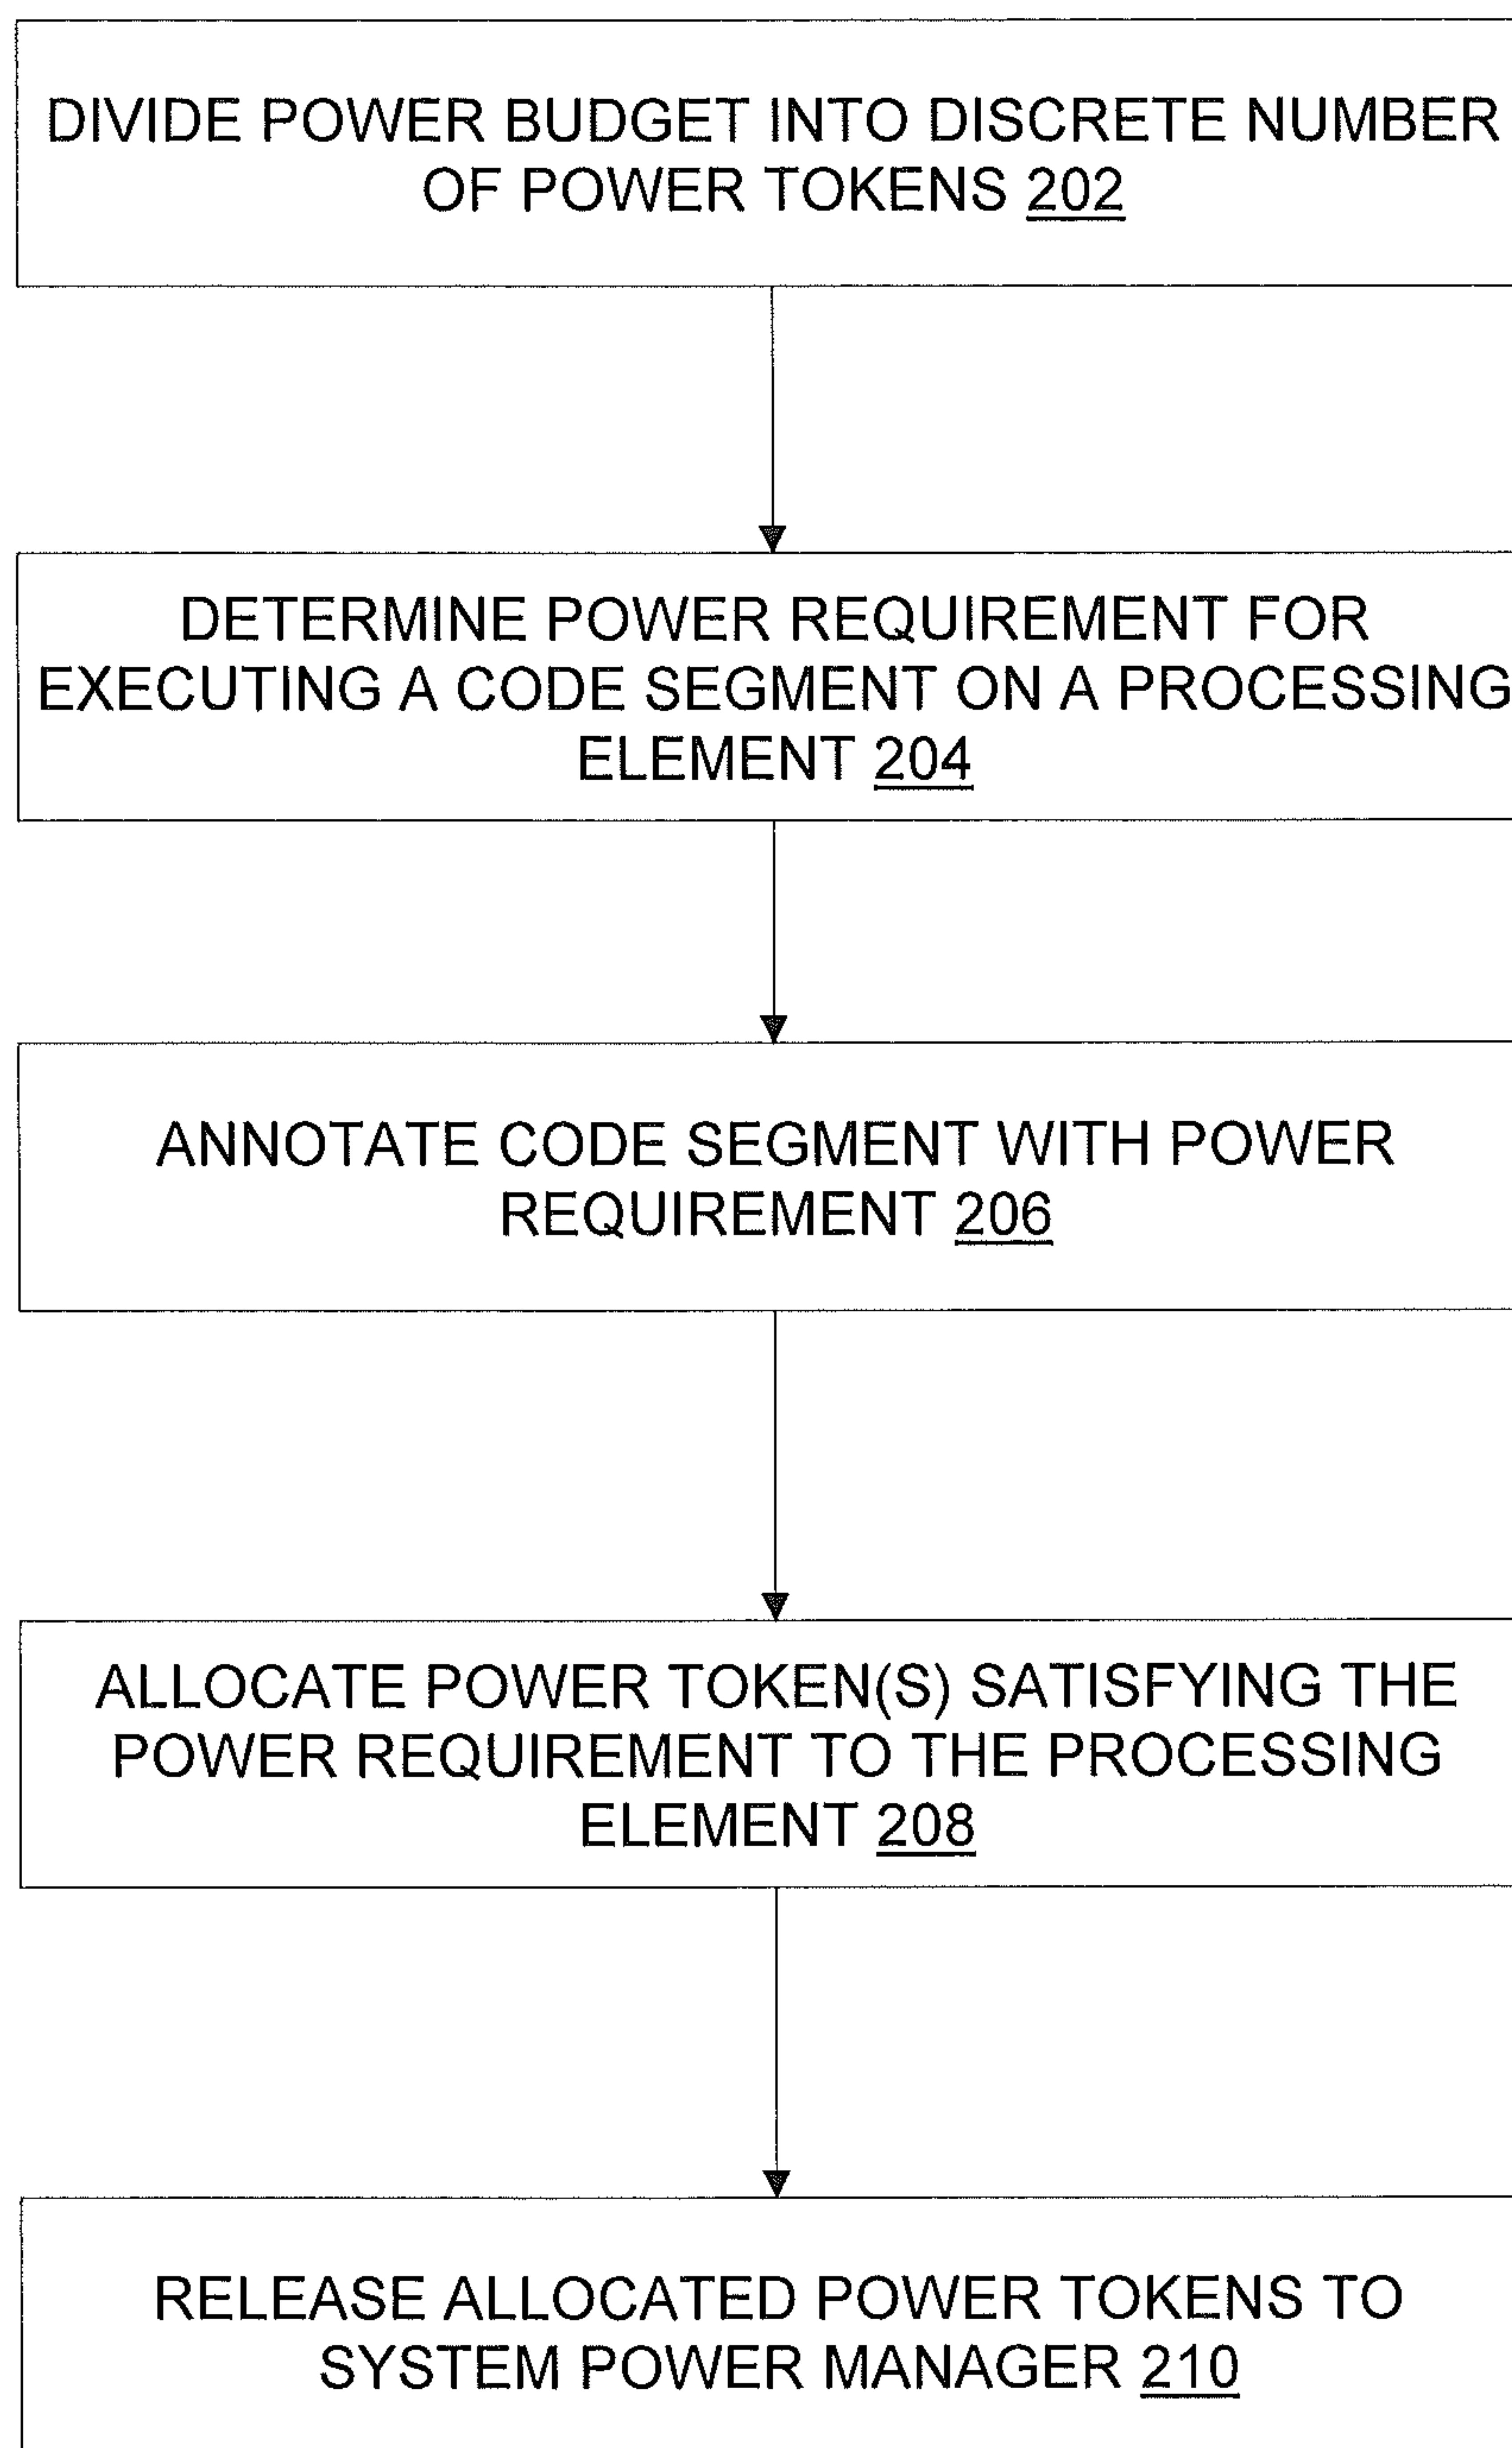 DIVIDE POWER BUDGET INTO DISCRETE NUMBER
OF POWER TOKENS 202
DETERMINE POWER REQUIREMENT FOR
EXECUTING A CODE SEGMENT ON A PROCESSING
ELEMENT 204
ANNOTATE CODE SEGMENT WITH POWER
REQUIREMENT 206
ALLOCATE POWER TOKEN(S) SATISFYING THE
POWER REQUIREMENT TO THE PROCESSING
ELEMENT 208
RELEASE ALLOCATED POWER TOKENS TO
SYSTEM POWER MANAGER 210